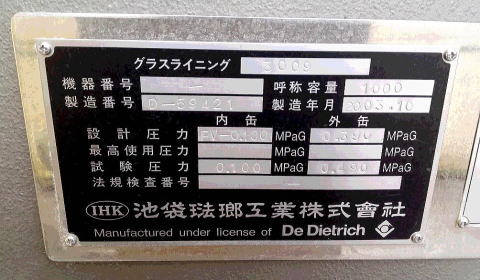 グラスライニング 3009
機器番号 — 呼称容量 1000
製造番号 D-59421 製造年月 2003.10
内缶 外缶
設計圧力 FV-0.100 MPaG 0.390 MPaG
最高使用圧力 MPaG MPaG
試験圧力 0.100 MPaG 0.490 MPaG
法規検査番号 —
IHK 池袋琺瑯工業株式會社
Manufactured under license of De Dietrich